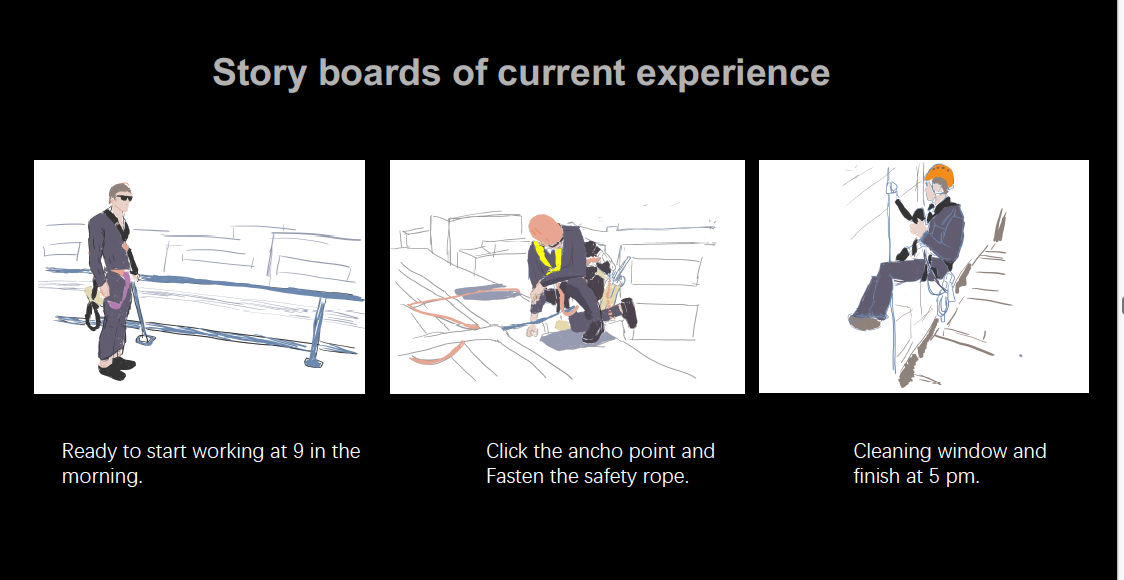 Story boards of current experience
Ready to start working at 9 in the
morning.
Click the ancho point and
Fasten the safety rope.
Cleaning window and
finish at 5 pm.